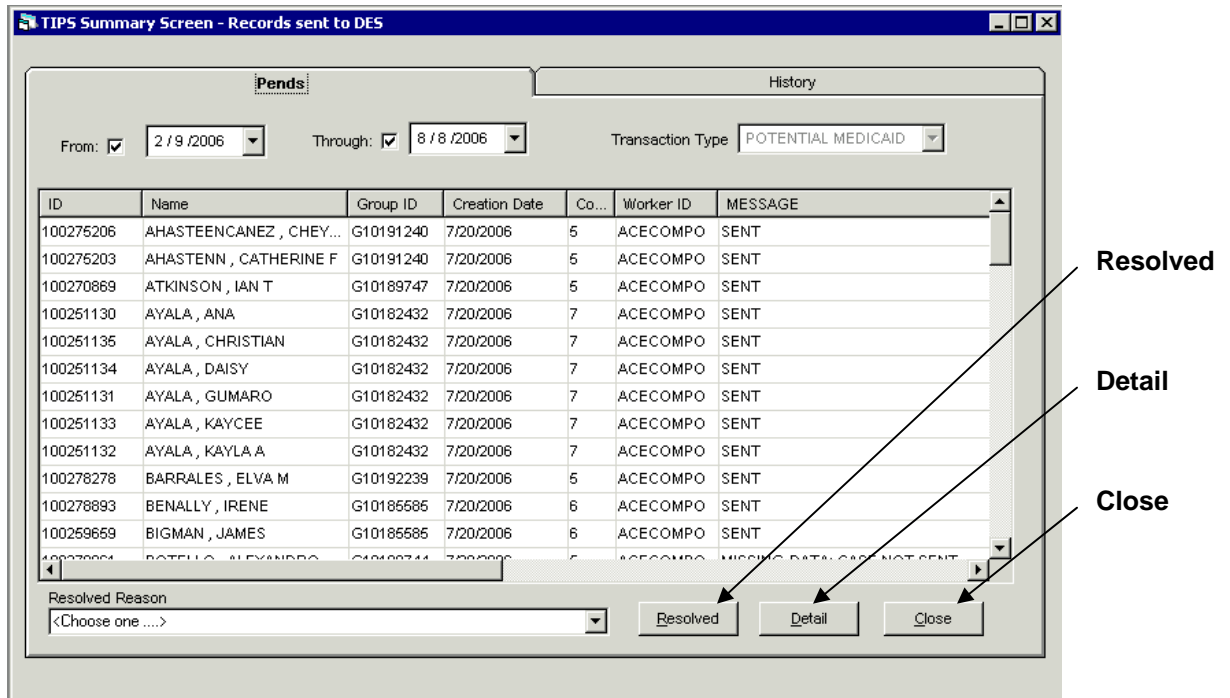 TIPS Summary Screen - Records sent to DES
Pends History
From: 2 / 9 /2006 Through: 8 / 8 /2006 Transaction Type POTENTIAL MEDICAID
ID Name Group ID Creation Date Co... Worker ID MESSAGE
100275206 AHASTEENCANEZ , CHEY... G10191240 7/20/2006 5 ACECOMPO SENT
100275203 AHASTENN , CATHERINE F G10191240 7/20/2006 5 ACECOMPO SENT
100270869 ATKINSON , IAN T G10189747 7/20/2006 5 ACECOMPO SENT
100251130 AYALA , ANA G10182432 7/20/2006 7 ACECOMPO SENT
100251135 AYALA , CHRISTIAN G10182432 7/20/2006 7 ACECOMPO SENT
100251134 AYALA , DAISY G10182432 7/20/2006 7 ACECOMPO SENT
100251131 AYALA , GUMARO G10182432 7/20/2006 7 ACECOMPO SENT
100251133 AYALA , KAYCEE G10182432 7/20/2006 7 ACECOMPO SENT
100251132 AYALA , KAYLA A G10182432 7/20/2006 7 ACECOMPO SENT
100278278 BARRALES , ELVA M G10192239 7/20/2006 5 ACECOMPO SENT
100278893 BENALLY , IRENE G10185585 7/20/2006 6 ACECOMPO SENT
100259659 BIGMAN , JAMES G10185585 7/20/2006 6 ACECOMPO SENT
MISSING DATA: CASE NOT SENT
Resolved Reason
<Choose one ....> Resolved Detail Close
Resolved
Detail
Close